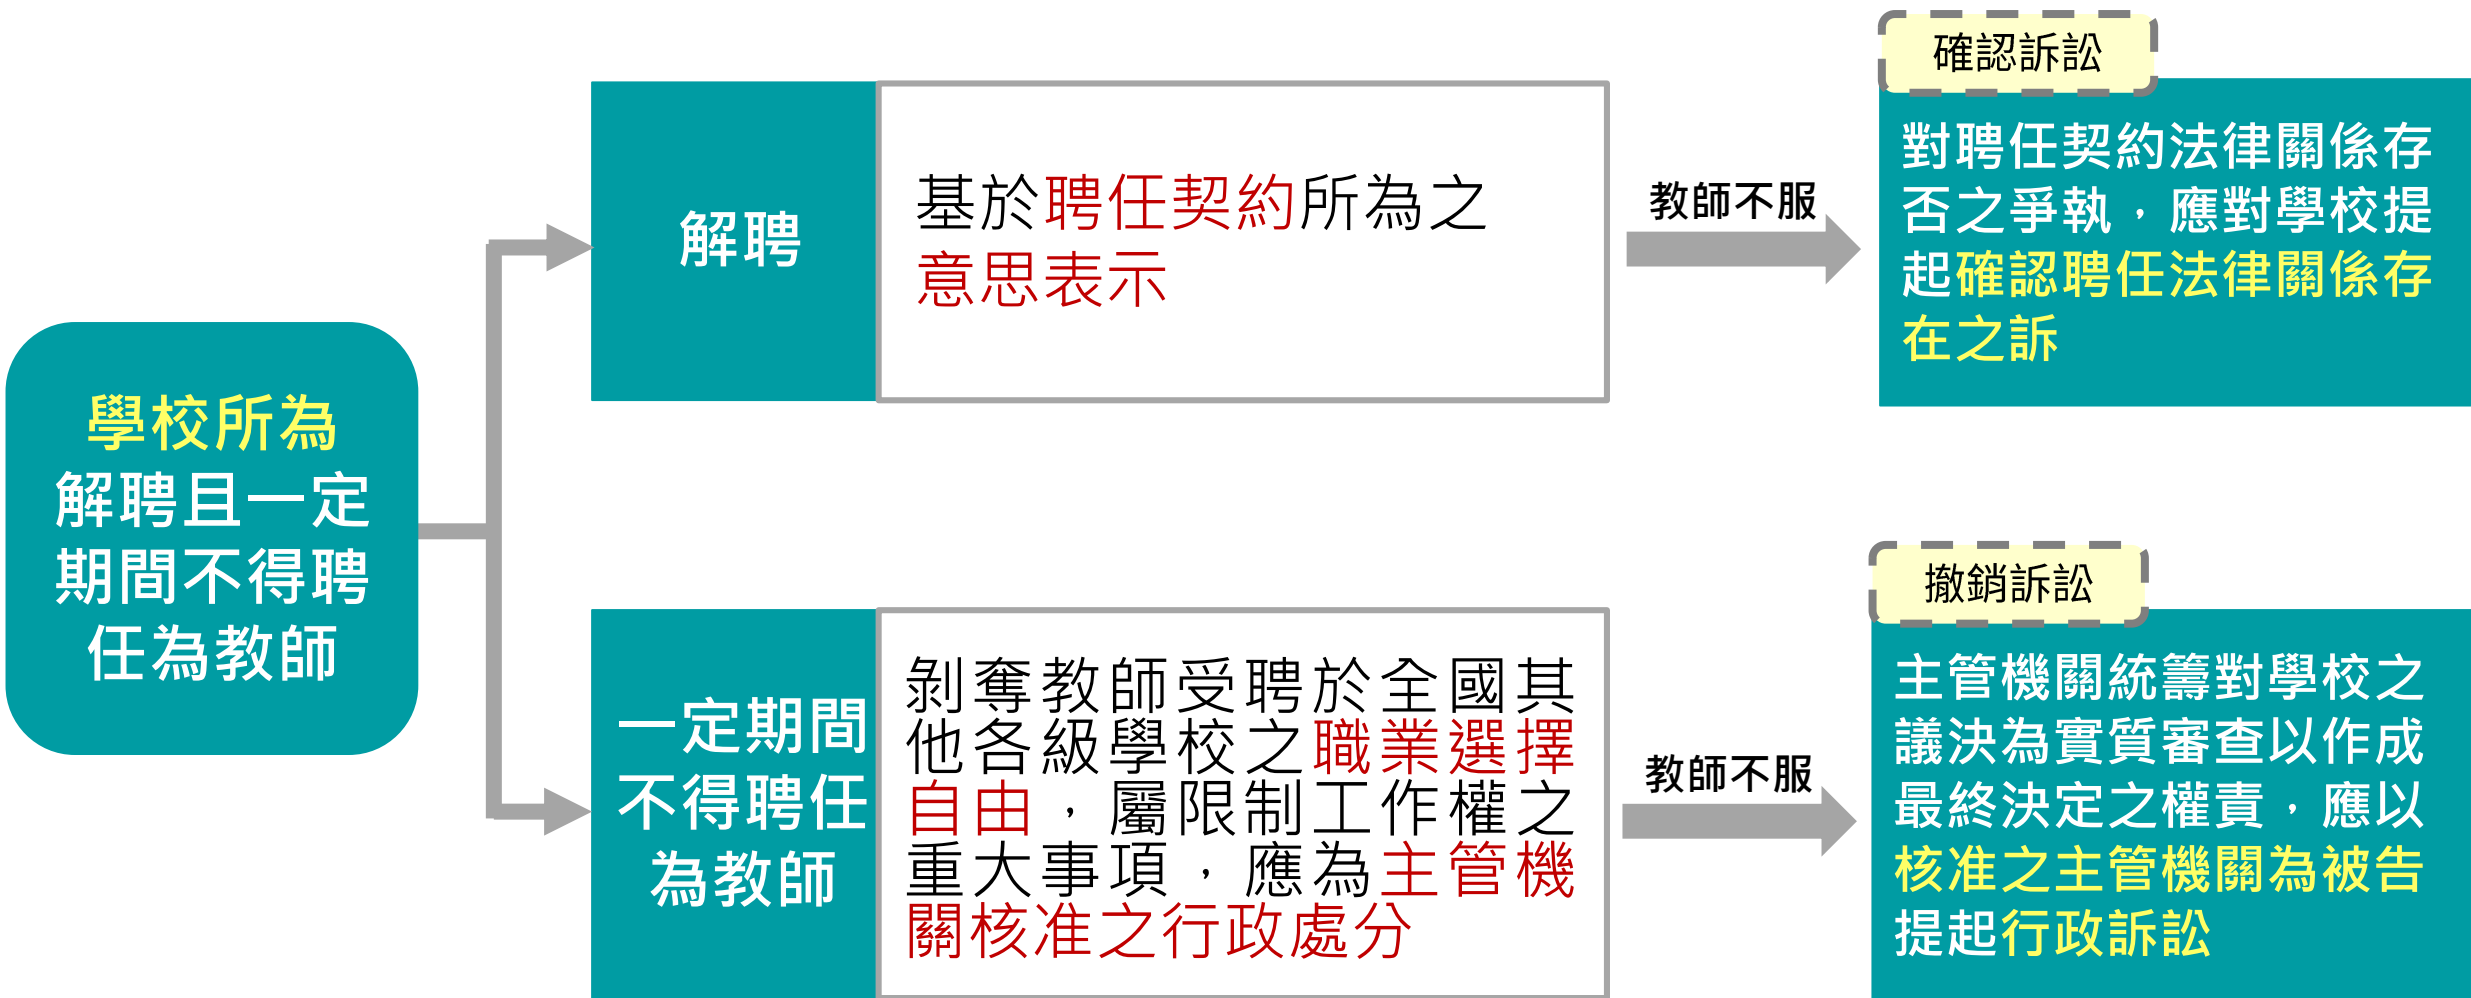 學校所為
解聘且一定
期間不得聘
任為教師
解聘
基於聘任契約所為之
意思表示
教師不服
確認訴訟
對聘任契約法律關係存
否之爭執，應對學校提
起確認聘任法律關係存
在之訴
一定期間
不得聘任
為教師
剝奪教師受聘於全國其
他各級學校之職業選擇
自由，屬限制工作權之
重大事項，應為主管機
關核准之行政處分
教師不服
撤銷訴訟
主管機關統籌對學校之
議決為實質審查以作成
最終決定之權責，應以
核准之主管機關為被告
提起行政訴訟